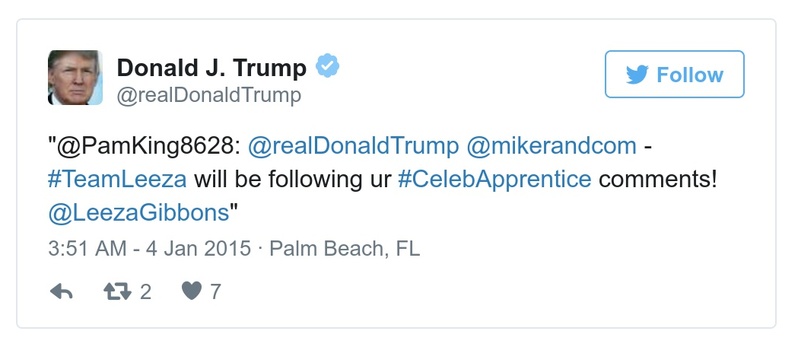 Donald J. Trump
@realDonaldTrump
Follow
"@PamKing8628: @realDonaldTrump @mikerandcom -
#TeamLeeza will be following ur #CelebApprentice comments!
@LeezaGibbons"
3:51 AM - 4 Jan 2015 · Palm Beach, FL
2 7